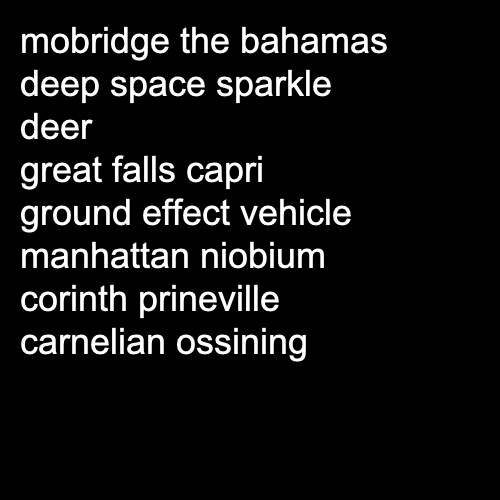 mobridge the bahamas
deep space sparkle
deer
great falls capri
ground effect vehicle
manhattan niobium
corinth prineville
carnelian ossining